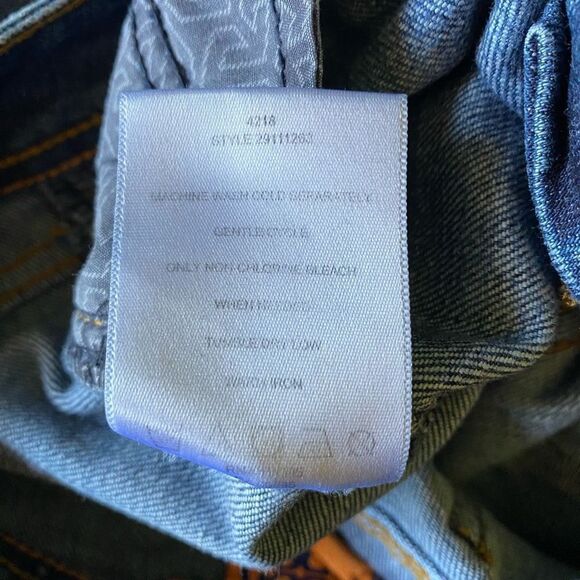 4218
STYLE 29111263
MACHINE WASH COLD SEPARATELY
GENTLE CYCLE
ONLY NON-CHLORINE BLEACH
WHEN NEEDED
TUMBLE DRY LOW
WARM IRON